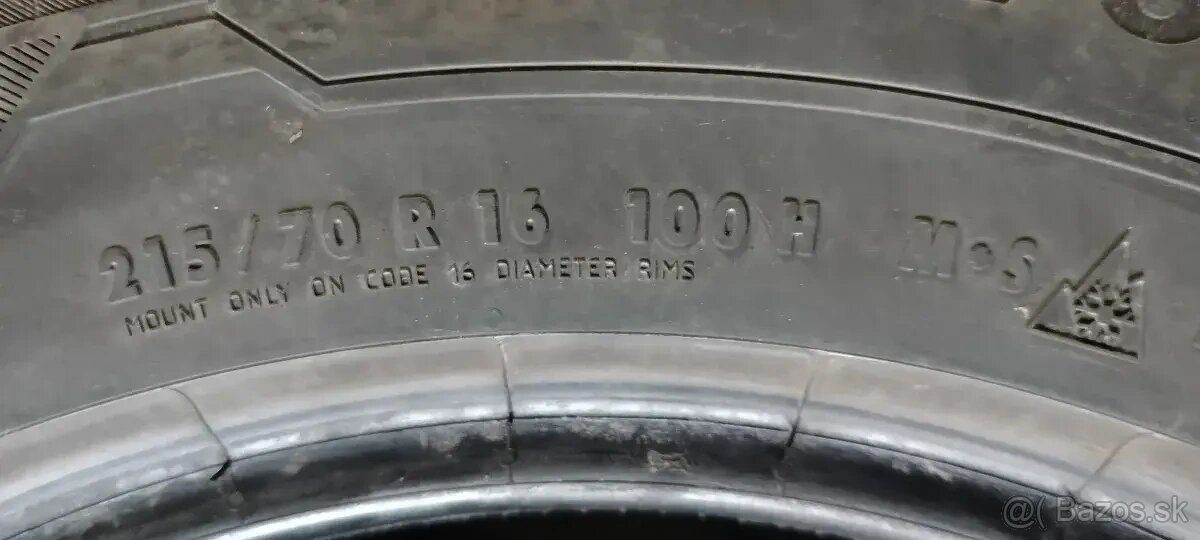 215/70 R 16 100 H M+S
MOUNT ONLY ON CODE 16 DIAMETER RIMS
@( Bazos.sk